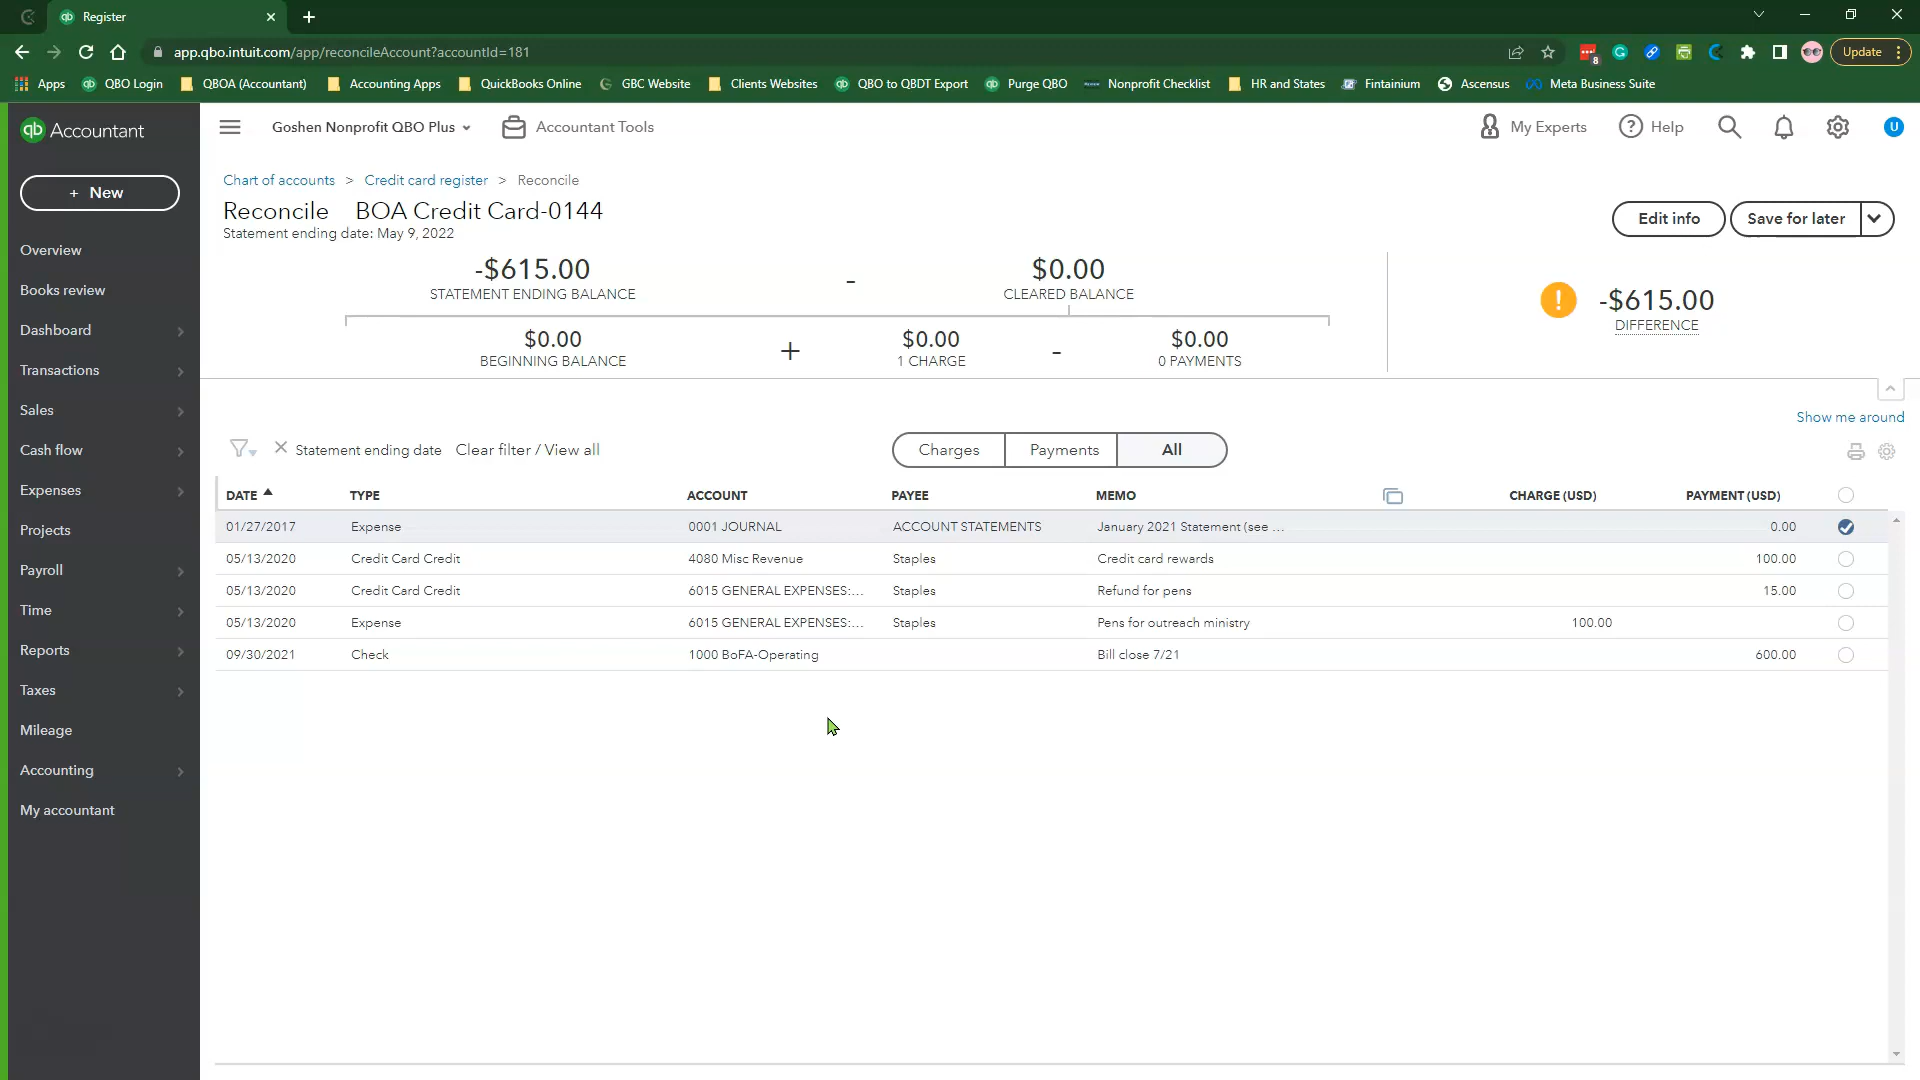 Register
app.qbo.intuit.com/app/reconcileAccount?accountId=181
8
Update
Apps QBO Login QBOA (Accountant) Accounting Apps QuickBooks Online GBC Website Clients Websites QBO to QBDT Export Purge QBO Nonprofit Checklist HR and States Fintainium Ascensus Meta Business Suite
qb Accountant
Goshen Nonprofit QBO Plus Accountant Tools My Experts Help U
+ New
Overview
Books review
Dashboard
Transactions
Sales
Cash flow
Expenses
Projects
Payroll
Time
Reports
Taxes
Mileage
Accounting
My accountant
Chart of accounts > Credit card register > Reconcile
Reconcile BOA Credit Card-0144
Statement ending date: May 9, 2022
Edit info Save for later
-$615.00 - $0.00
STATEMENT ENDING BALANCE CLEARED BALANCE
! -$615.00
DIFFERENCE
$0.00 + $0.00 - $0.00
BEGINNING BALANCE 1 CHARGE 0 PAYMENTS
Show me around
Statement ending date Clear filter / View all Charges Payments All
DATE TYPE ACCOUNT PAYEE MEMO CHARGE (USD) PAYMENT (USD)
01/27/2017 Expense 0001 JOURNAL ACCOUNT STATEMENTS January 2021 Statement (see ... 0.00
05/13/2020 Credit Card Credit 4080 Misc Revenue Staples Credit card rewards 100.00
05/13/2020 Credit Card Credit 6015 GENERAL EXPENSES:... Staples Refund for pens 15.00
05/13/2020 Expense 6015 GENERAL EXPENSES:... Staples Pens for outreach ministry 100.00
09/30/2021 Check 1000 BoFA-Operating Bill close 7/21 600.00